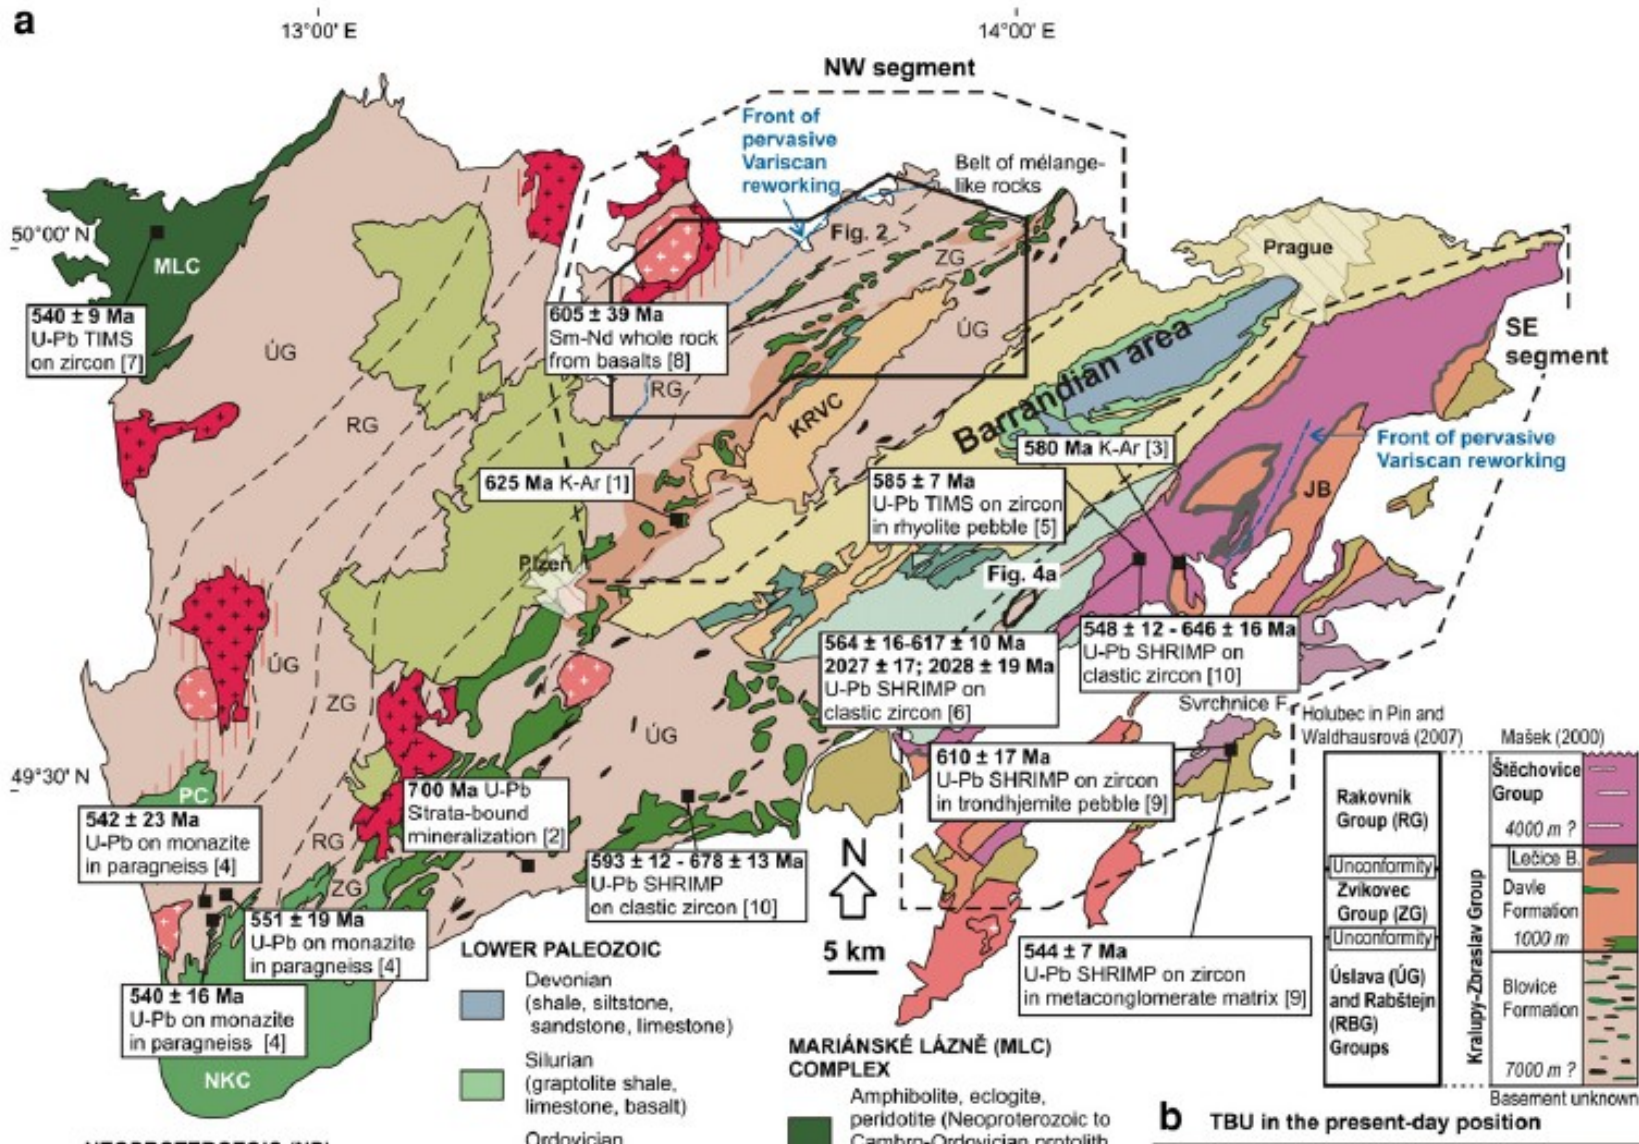 a
13°00' E
14°00' E
NW segment
Front of
pervasive
Variscan
reworking
Belt of mélange-
like rocks
50°00' N
MLC
Fig. 2
ZG
Prague
540 ± 9 Ma
U-Pb TIMS
on zircon [7]
605 ± 39 Ma
Sm-Nd whole rock
from basalts [8]
ÚG
ÚG
SE
segment
RG
RG
KRVC
Barrandian area
580 Ma K-Ar [3]
Front of pervasive
Variscan reworking
625 Ma K-Ar [1]
585 ± 7 Ma
U-Pb TIMS on zircon
in rhyolite pebble [5]
JB
Plzeň
Fig. 4a
564 ± 16-617 ± 10 Ma
2027 ± 17; 2028 ± 19 Ma
U-Pb SHRIMP on
clastic zircon [6]
548 ± 12 - 646 ± 16 Ma
U-Pb SHRIMP on
clastic zircon [10]
ÚG
ZG
ÚG
Svrchnice F.
Holubec in Pin and
Waldhausrová (2007)
Mašek (2000)
49°30' N
610 ± 17 Ma
U-Pb SHRIMP on zircon
in trondhjemite pebble [9]
PC
700 Ma U-Pb
Strata-bound
mineralization [2]
542 ± 23 Ma
U-Pb on monazite
in paragneiss [4]
RG
ZG
593 ± 12 - 678 ± 13 Ma
U-Pb SHRIMP
on clastic zircon [10]
N
5 km
551 ± 19 Ma
U-Pb on monazite
in paragneiss [4]
544 ± 7 Ma
U-Pb SHRIMP on zircon
in metaconglomerate matrix [9]
540 ± 16 Ma
U-Pb on monazite
in paragneiss [4]
NKC
Rakovník
Group (RG)
Unconformity
Zvíkovec
Group (ZG)
Unconformity
Úslava (ÚG)
and Rabštejn
(RBG)
Groups
Kralupy-Zbraslav Group
Štěchovice
Group
4000 m ?
Lečice B.
Davle
Formation
1000 m
Blovice
Formation
7000 m ?
Basement unknown
LOWER PALEOZOIC
Devonian
(shale, siltstone,
sandstone, limestone)
Silurian
(graptolite shale,
limestone, basalt)
Ordovician
MARIÁNSKÉ LÁZNĚ (MLC)
COMPLEX
Amphibolite, eclogite,
peridotite (Neoproterozoic to
Cambro-Ordovician protolith
b TBU in the present-day position